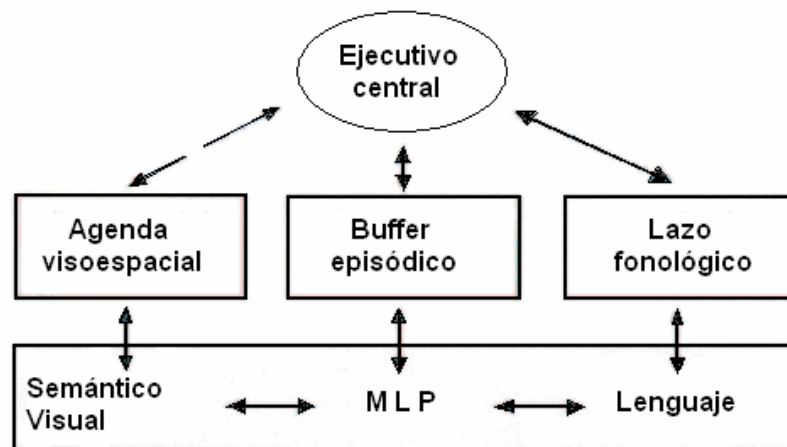 Ejecutivo
central
Agenda
visoespacial
Buffer
episódico
Lazo
fonológico
Semántico
Visual
M L P
Lenguaje